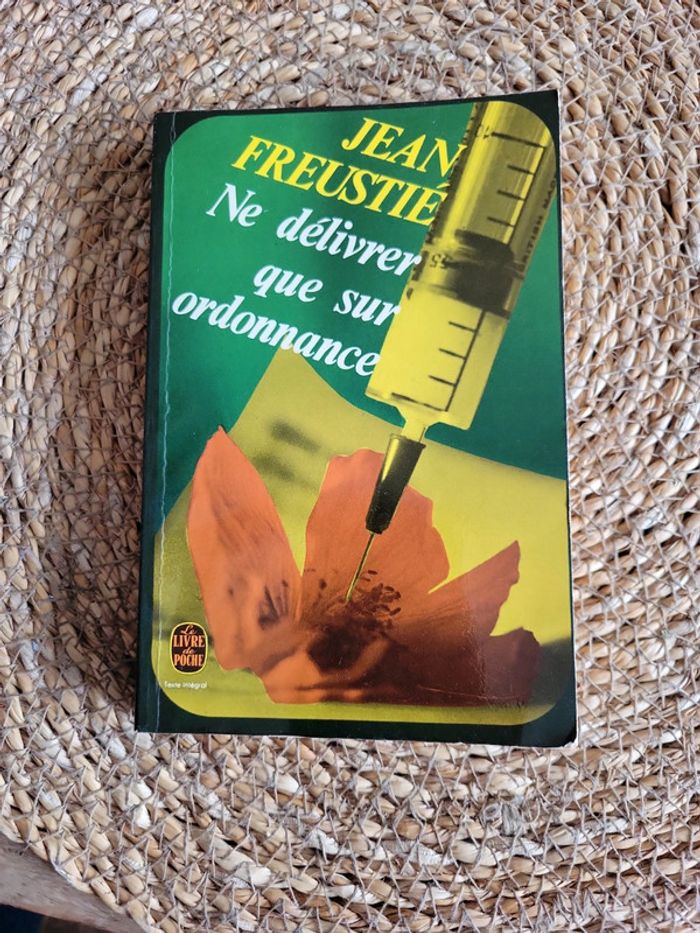 JEAN
FREUSTIÉ
Ne délivrer
que sur
ordonnance
Le
LIVRE
de
POCHE
Texte intégral